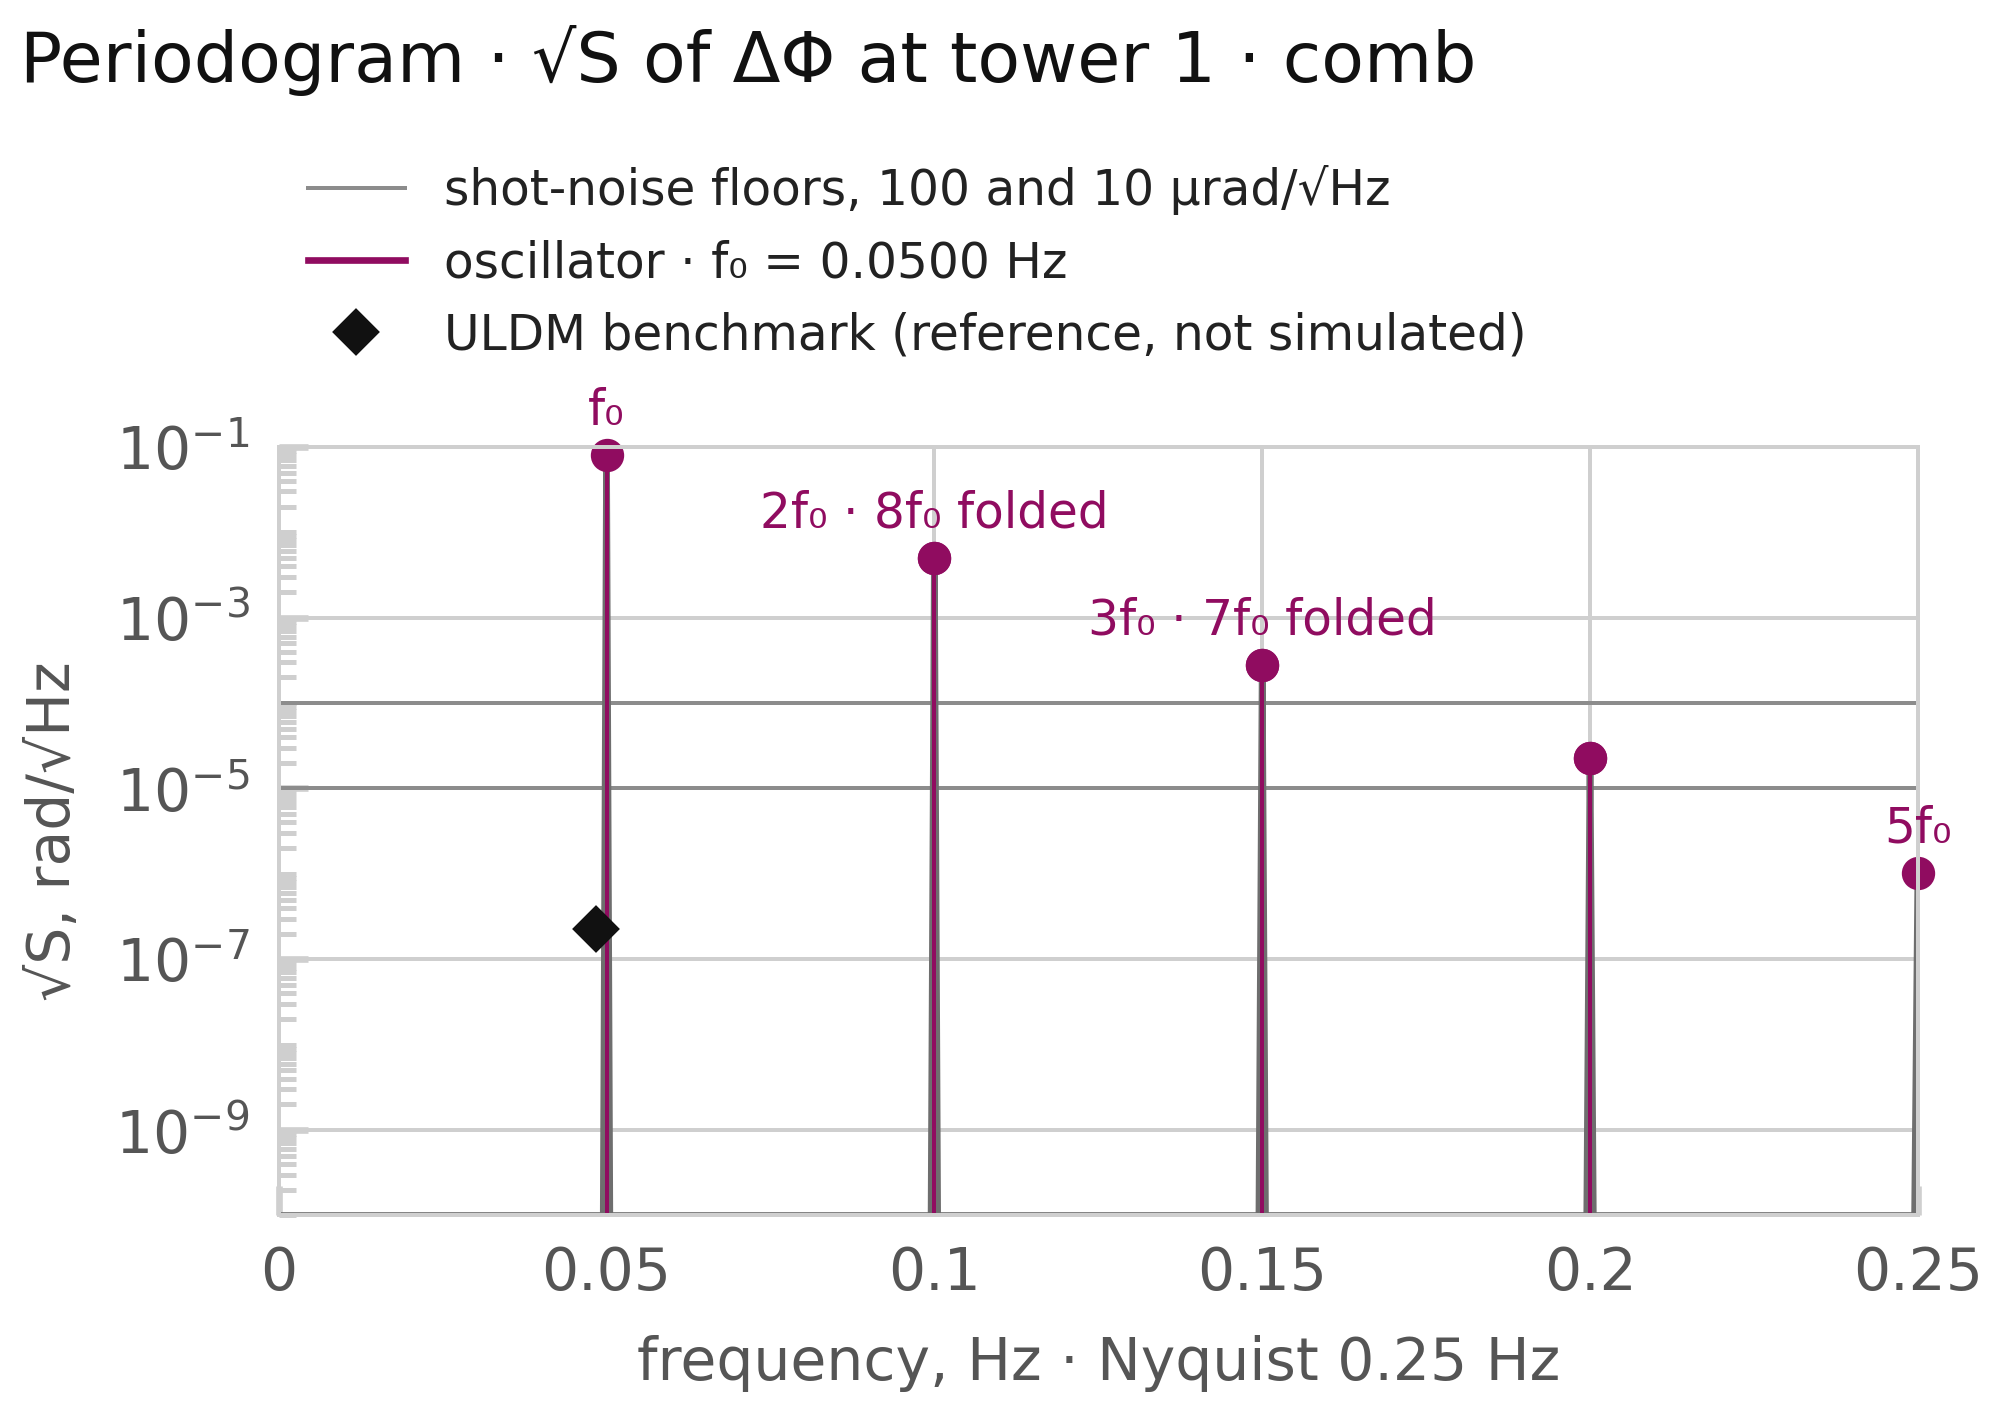 Periodogram · √S of ΔΦ at tower 1 · comb
shot-noise floors, 100 and 10 µrad/√Hz
oscillator · f₀ = 0.0500 Hz
ULDM benchmark (reference, not simulated)
f₀
10⁻¹
2f₀ · 8f₀ folded
3f₀ · 7f₀ folded
10⁻³
10⁻⁵
5f₀
10⁻⁷
10⁻⁹
√S, rad/√Hz
0 0.05 0.1 0.15 0.2 0.25
frequency, Hz · Nyquist 0.25 Hz